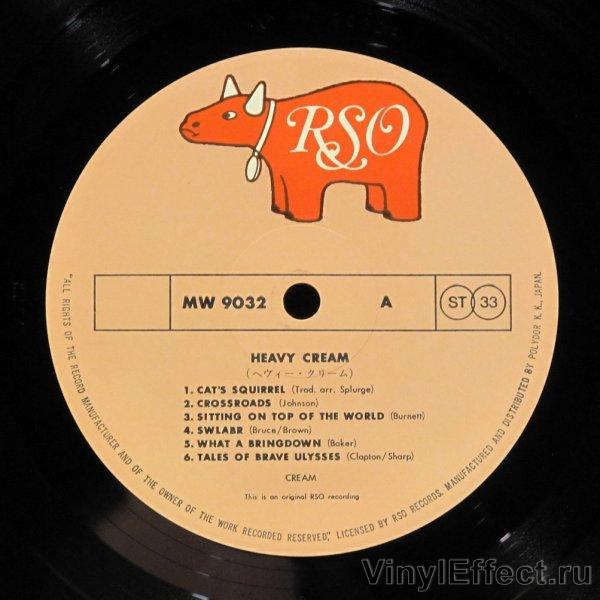 RSO
MW 9032 A ST 33
HEAVY CREAM
(ヘヴィー・クリーム)
1. CAT'S SQUIRREL (Trad. arr. Splurge)
2. CROSSROADS (Johnson)
3. SITTING ON TOP OF THE WORLD (Burnett)
4. SWLABR (Bruce/Brown)
5. WHAT A BRINGDOWN (Baker)
6. TALES OF BRAVE ULYSSES (Clapton/Sharp)
CREAM
This is an original RSO recording
"ALL RIGHTS OF THE RECORD MANUFACTURER AND OF THE OWNER OF THE WORK RECORDED RESERVED", LICENSED BY RSO RECORDS, MANUFACTURED AND DISTRIBUTED BY POLYDOR K. K., JAPAN.
VinylEffect.ru